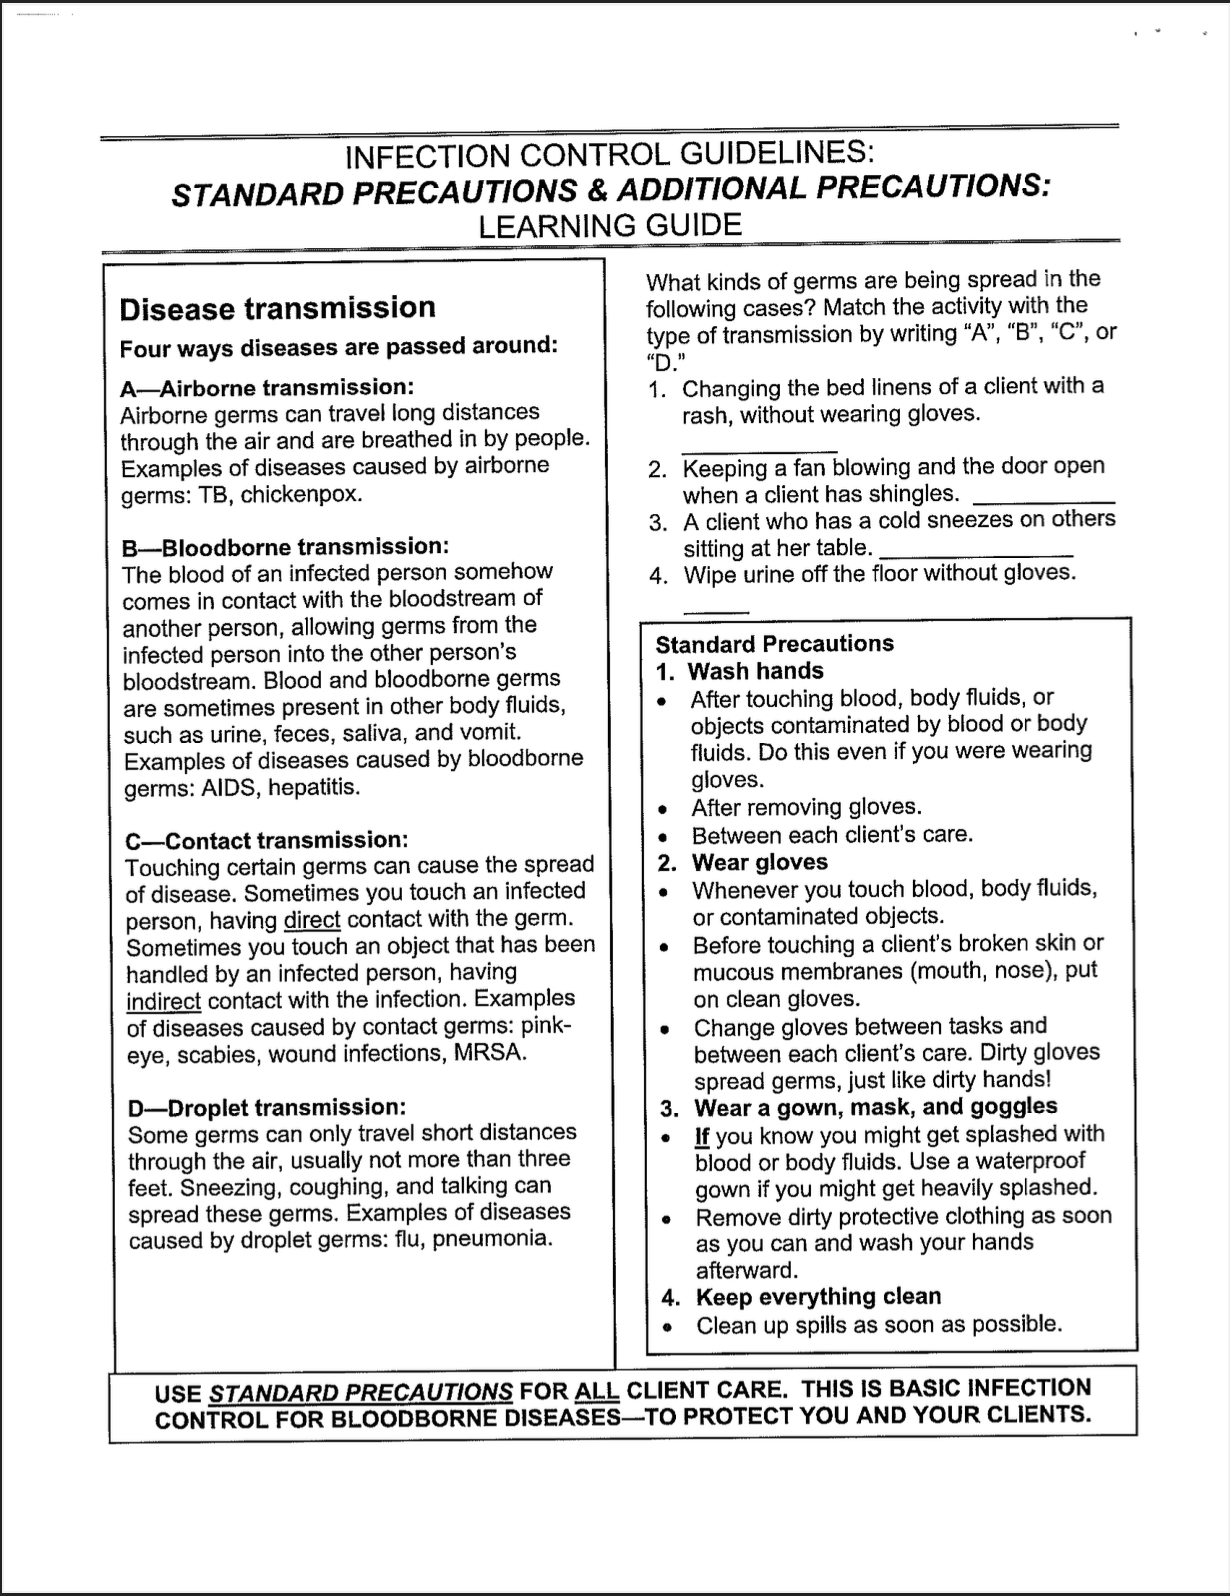 INFECTION CONTROL GUIDELINES:
STANDARD PRECAUTIONS & ADDITIONAL PRECAUTIONS:
LEARNING GUIDE
Disease transmission
Four ways diseases are passed around:
A—Airborne transmission:
Airborne germs can travel long distances
through the air and are breathed in by people.
Examples of diseases caused by airborne
germs: TB, chickenpox.
B—Bloodborne transmission:
The blood of an infected person somehow
comes in contact with the bloodstream of
another person, allowing germs from the
infected person into the other person's
bloodstream. Blood and bloodborne germs
are sometimes present in other body fluids,
such as urine, feces, saliva, and vomit.
Examples of diseases caused by bloodborne
germs: AIDS, hepatitis.
C—Contact transmission:
Touching certain germs can cause the spread
of disease. Sometimes you touch an infected
person, having direct contact with the germ.
Sometimes you touch an object that has been
handled by an infected person, having
indirect contact with the infection. Examples
of diseases caused by contact germs: pink-
eye, scabies, wound infections, MRSA.
D—Droplet transmission:
Some germs can only travel short distances
through the air, usually not more than three
feet. Sneezing, coughing, and talking can
spread these germs. Examples of diseases
caused by droplet germs: flu, pneumonia.
What kinds of germs are being spread in the
following cases? Match the activity with the
type of transmission by writing “A”, “B”, “C”, or
“D.”
1. Changing the bed linens of a client with a
rash, without wearing gloves.
____________
2. Keeping a fan blowing and the door open
when a client has shingles. ___________
3. A client who has a cold sneezes on others
sitting at her table. _______________
4. Wipe urine off the floor without gloves.
_____
Standard Precautions
1. Wash hands
• After touching blood, body fluids, or
objects contaminated by blood or body
fluids. Do this even if you were wearing
gloves.
• After removing gloves.
• Between each client's care.
2. Wear gloves
• Whenever you touch blood, body fluids,
or contaminated objects.
• Before touching a client's broken skin or
mucous membranes (mouth, nose), put
on clean gloves.
• Change gloves between tasks and
between each client's care. Dirty gloves
spread germs, just like dirty hands!
3. Wear a gown, mask, and goggles
• If you know you might get splashed with
blood or body fluids. Use a waterproof
gown if you might get heavily splashed.
• Remove dirty protective clothing as soon
as you can and wash your hands
afterward.
4. Keep everything clean
• Clean up spills as soon as possible.
USE STANDARD PRECAUTIONS FOR ALL CLIENT CARE. THIS IS BASIC INFECTION
CONTROL FOR BLOODBORNE DISEASES—TO PROTECT YOU AND YOUR CLIENTS.